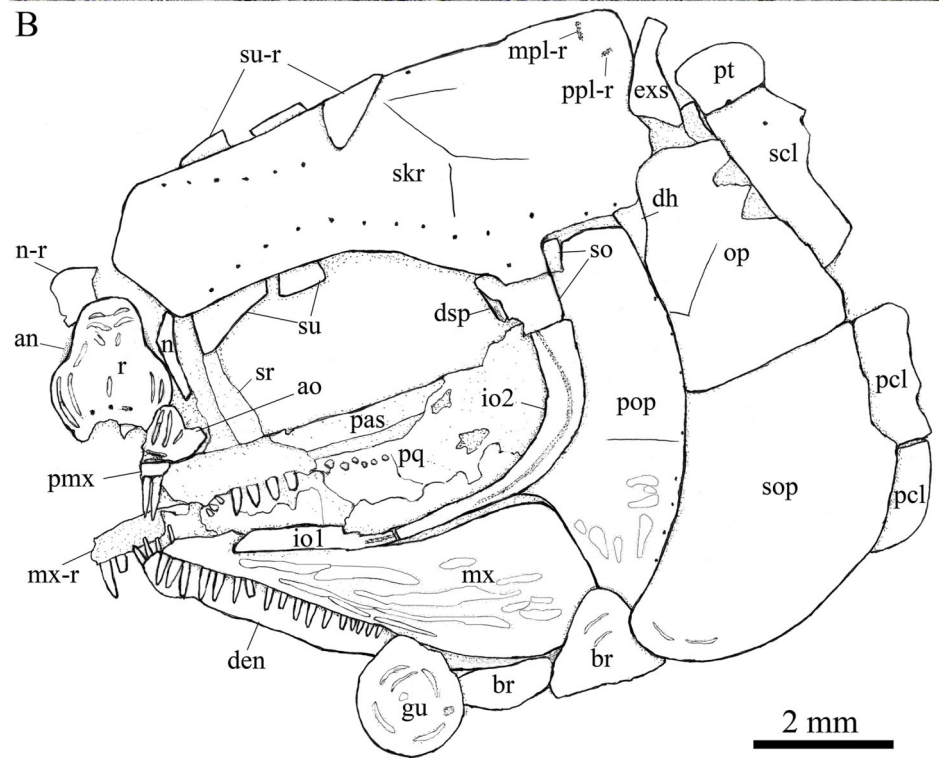 B
su-r
mpl-r
ppl-r
exs
pt
scl
skr
dh
n-r
so
op
su
dsp
an
n
r
sr
ao
io2
pcl
pas
pop
pq
pmx
sop
pcl
io1
mx-r
mx
den
br
br
gu
2 mm